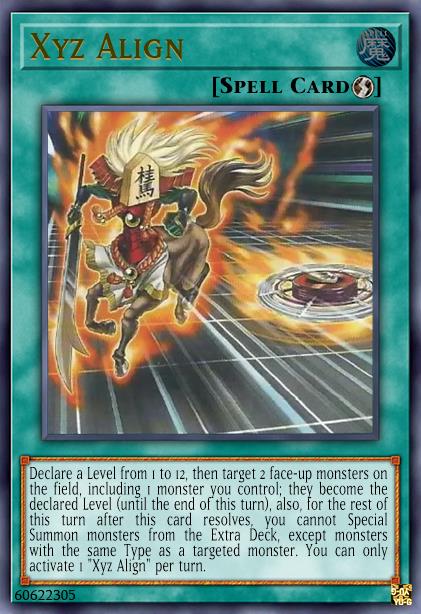 Xyz Align
SPELL
魔
[Spell Card]
桂
馬
Declare a Level from 1 to 12, then target 2 face-up monsters on
the field, including 1 monster you control; they become the
declared Level (until the end of this turn), also, for the rest of
this turn after this card resolves, you cannot Special
Summon monsters from the Extra Deck, except monsters
with the same Type as a targeted monster. You can only
activate 1 "Xyz Align" per turn.
60622305